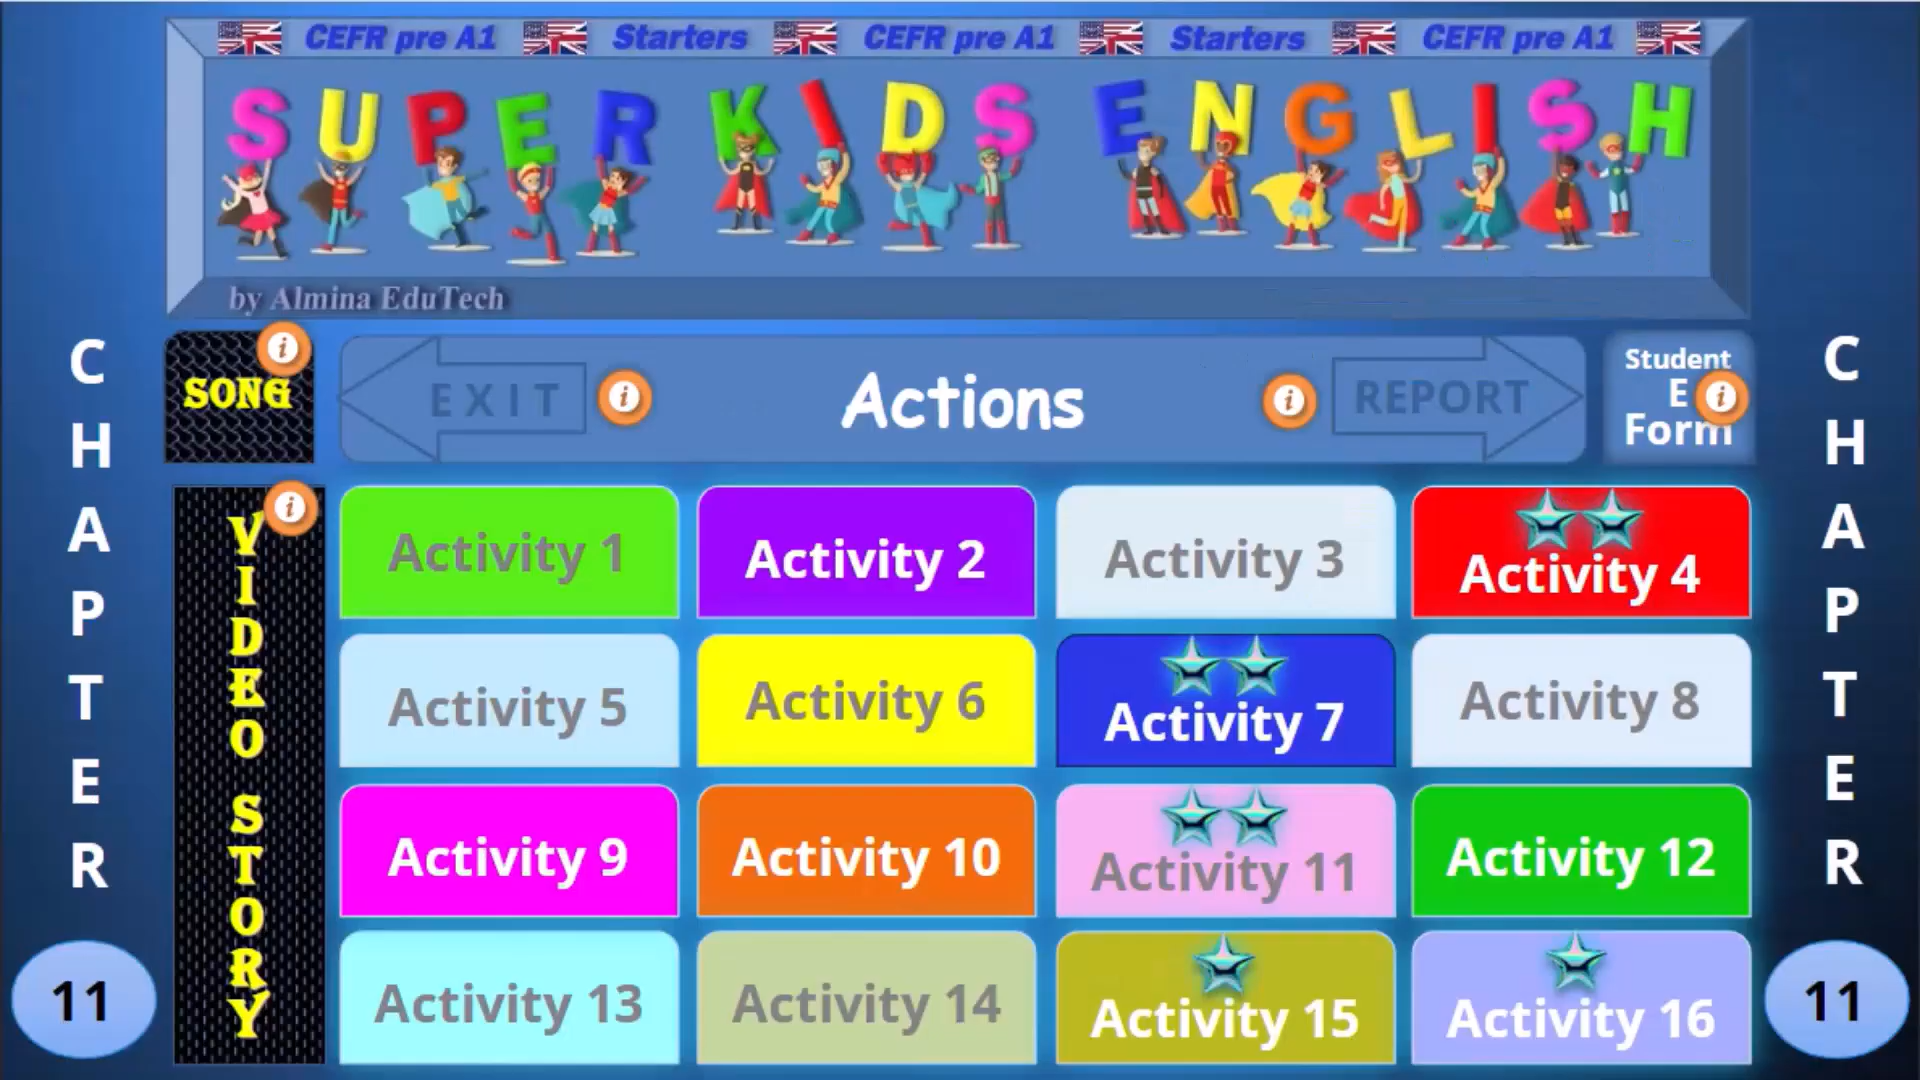 CEFR pre A1 Starters CEFR pre A1 Starters CEFR pre A1
SUPER KIDS ENGLISH
by Almina EduTech
CHAPTER
11
SONG
i
EXIT
i
Actions
i
REPORT
Student
E
Form
i
VIDEO STORY
i
Activity 1
Activity 2
Activity 3
Activity 4
Activity 5
Activity 6
Activity 7
Activity 8
Activity 9
Activity 10
Activity 11
Activity 12
Activity 13
Activity 14
Activity 15
Activity 16
CHAPTER
11